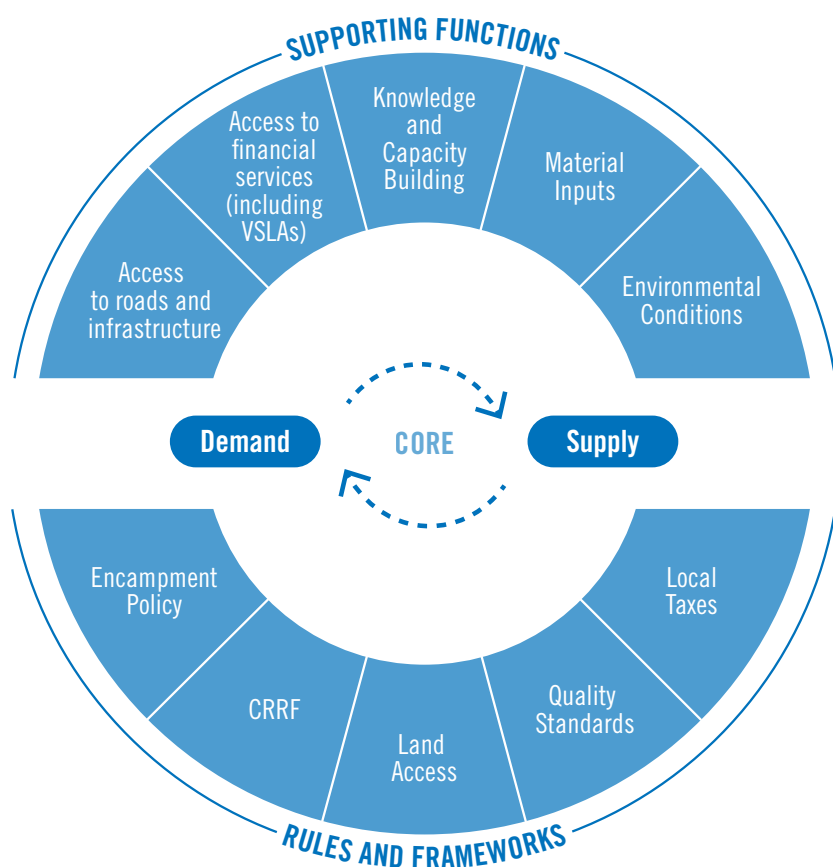 SUPPORTING FUNCTIONS
Access
to roads and
infrastructure
Access to
financial
services
(including
VSLAs)
Knowledge
and
Capacity
Building
Material
Inputs
Environmental
Conditions
Demand
CORE
Supply
Encampment
Policy
CRRF
Land
Access
Quality
Standards
Local
Taxes
RULES AND FRAMEWORKS